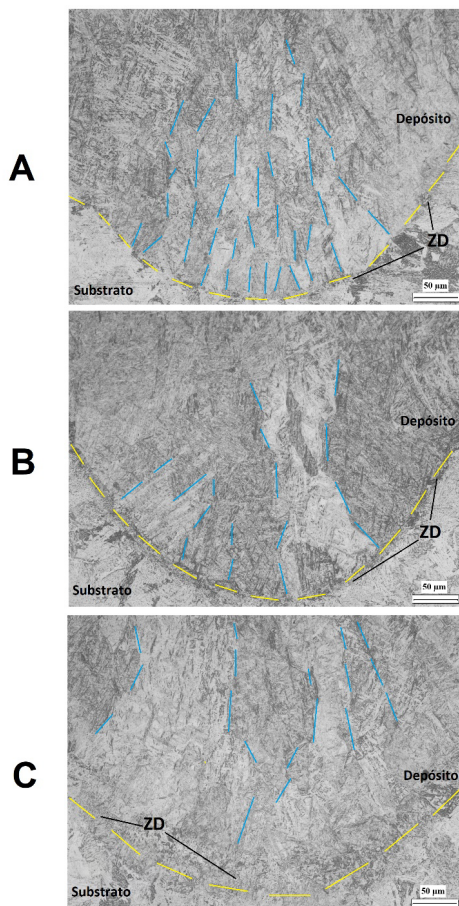 A
Depósito
ZD
Substrato
50 µm
B
Depósito
ZD
Substrato
50 µm
C
Depósito
ZD
Substrato
50 µm